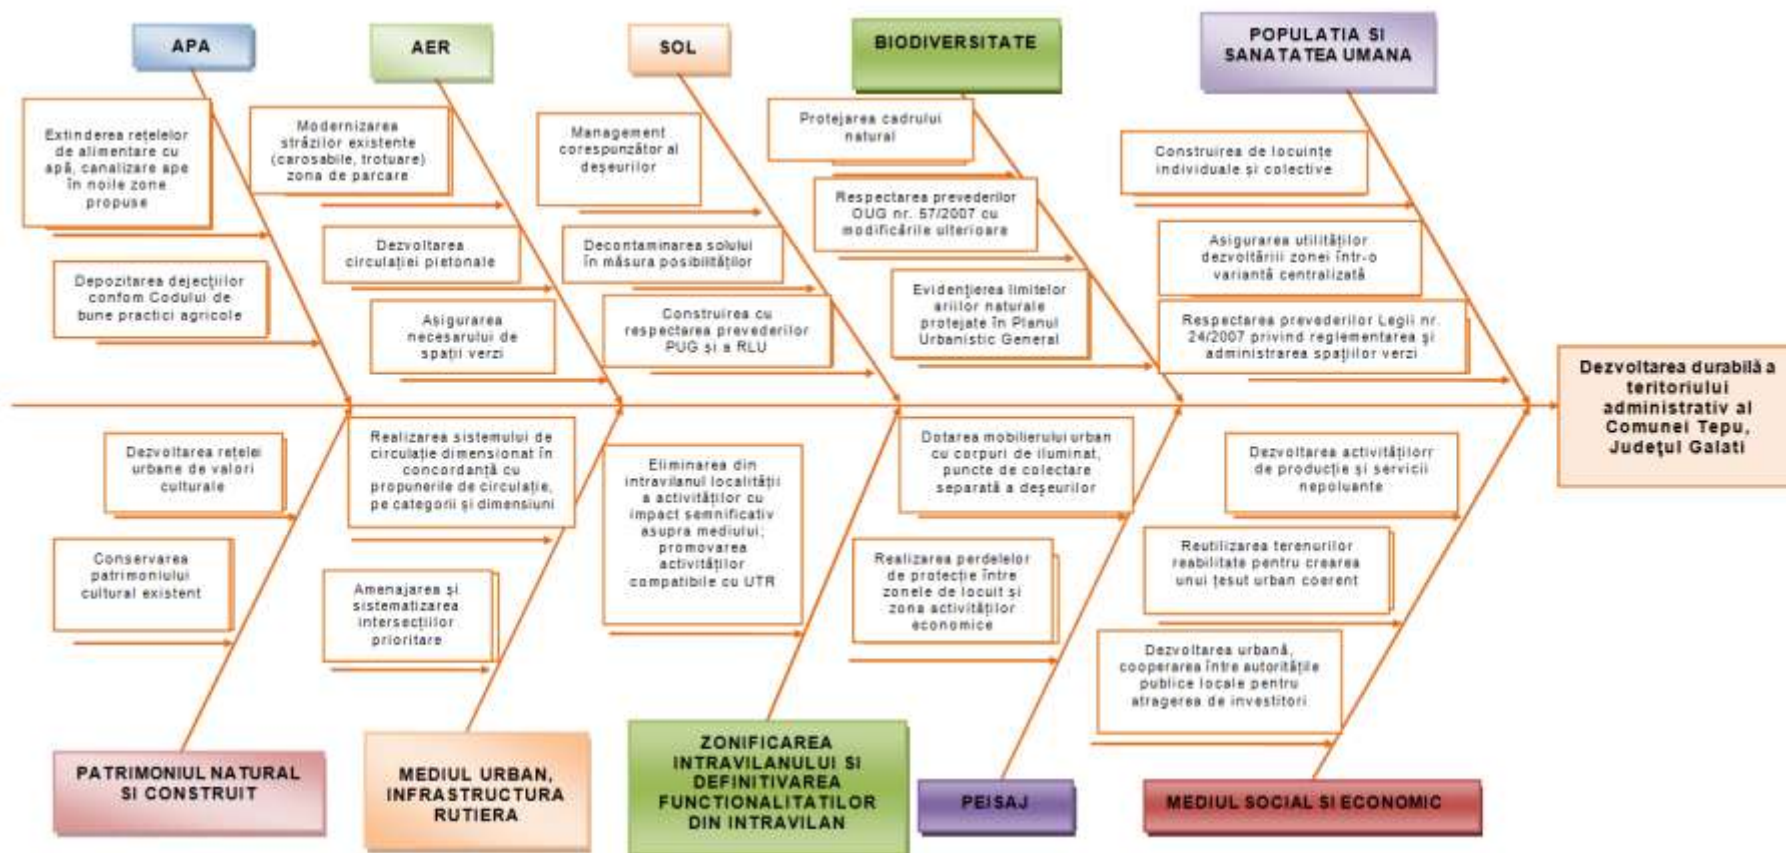 APA
AER
SOL
BIODIVERSITATE
POPULATIA SI
SANATATEA UMANA
Extinderea rețelelor
de alimentare cu
apă, canalizare ape
în noile zone
propuse
Depozitarea dejecțiilor
confom Codului de
bune practici agricole
Modernizarea
străzilor existente
(carosabile, trotuare)
zona de parcare
Dezvoltarea
circulației pietonale
Asigurarea
necesarului de
spații verzi
Management
corespunzător al
deșeurilor
Decontaminarea solului
în măsura posibilităților
Construirea cu
respectarea prevederilor
PUG și a RLU
Protejarea cadrului
natural
Respectarea prevederilor
OUG nr. 57/2007 cu
modificările ulterioare
Evidenţierea limitelor
ariilor naturale
protejate în Planul
Urbanistic General
Construirea de locuințe
individuale și colective
Asigurarea utilităților
dezvoltării zonei într-o
variantă centralizată
Respectarea prevederilor Legii nr.
24/2007 privind reglementarea şi
administrarea spaţiilor verzi
Dezvoltarea durabilă a
teritoriului
administrativ al
Comunei Tepu,
Judeţul Galati
Dezvoltarea rețelei
urbane de valori
culturale
Conservarea
patrimoniului
cultural existent
Realizarea sistemului de
circulație dimensionat în
concordanță cu
propunerile de circulație,
pe categorii și dimensiuni
Amenajarea și
sistematizarea
intersecțiilor
prioritare
Eliminarea din
intravilanul localității
a activităților cu
impact semnificativ
asupra mediului;
promovarea
activităților
compatibile cu UTR
Dotarea mobilierului urban
cu corpuri de iluminat,
puncte de colectare
separată a deșeurilor
Realizarea perdelelor
de protecție între
zonele de locuit și
zona activităților
economice
Dezvoltarea activitățilorr
de producție și servicii
nepoluante
Reutilizarea terenurilor
reabilitate pentru crearea
unui țesut urban coerent
Dezvoltarea urbană,
cooperarea între autoritățile
publice locale pentru
atragerea de investitori
PATRIMONIUL NATURAL
SI CONSTRUIT
MEDIUL URBAN,
INFRASTRUCTURA
RUTIERA
ZONIFICAREA
INTRAVILANULUI SI
DEFINITIVAREA
FUNCTIONALITATILOR
DIN INTRAVILAN
PEISAJ
MEDIUL SOCIAL SI ECONOMIC